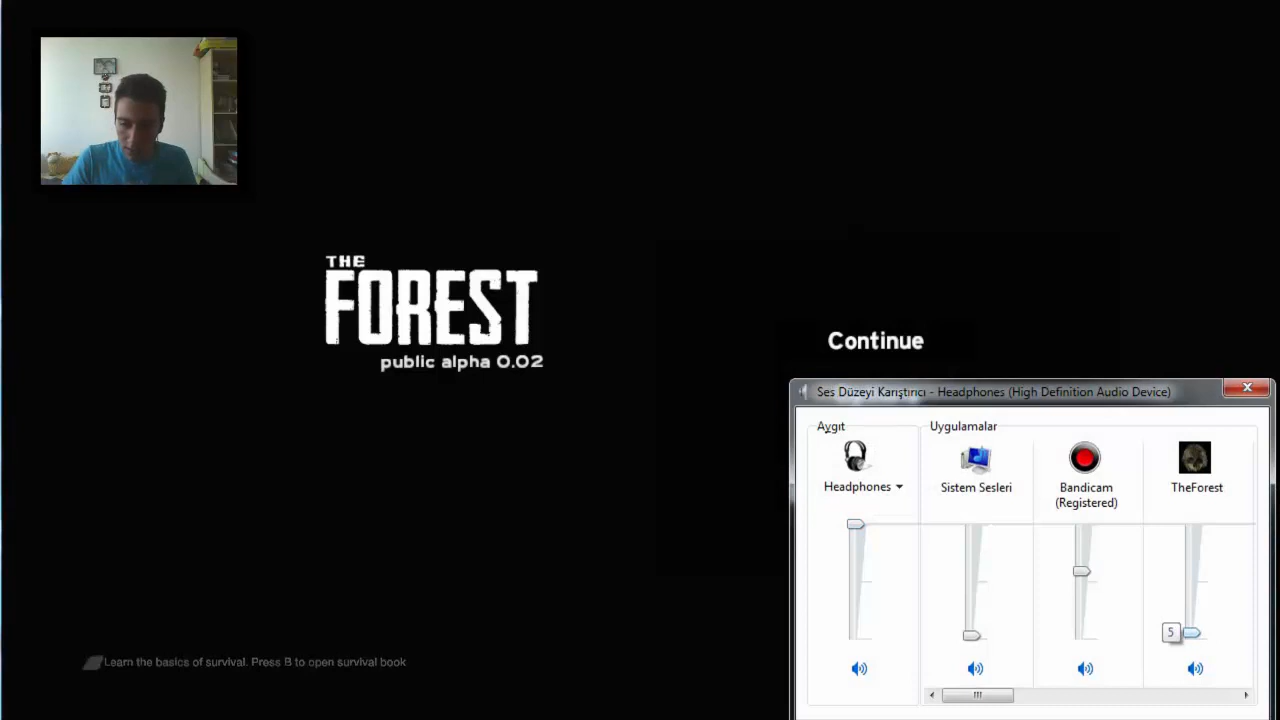 THE
FOREST
public alpha 0.02
Continue
Ses Düzeyi Karıştırıcı - Headphones (High Definition Audio Device)
Aygıt
Uygulamalar
Headphones
Sistem Sesleri
Bandicam
(Registered)
TheForest
5
Learn the basics of survival. Press B to open survival book